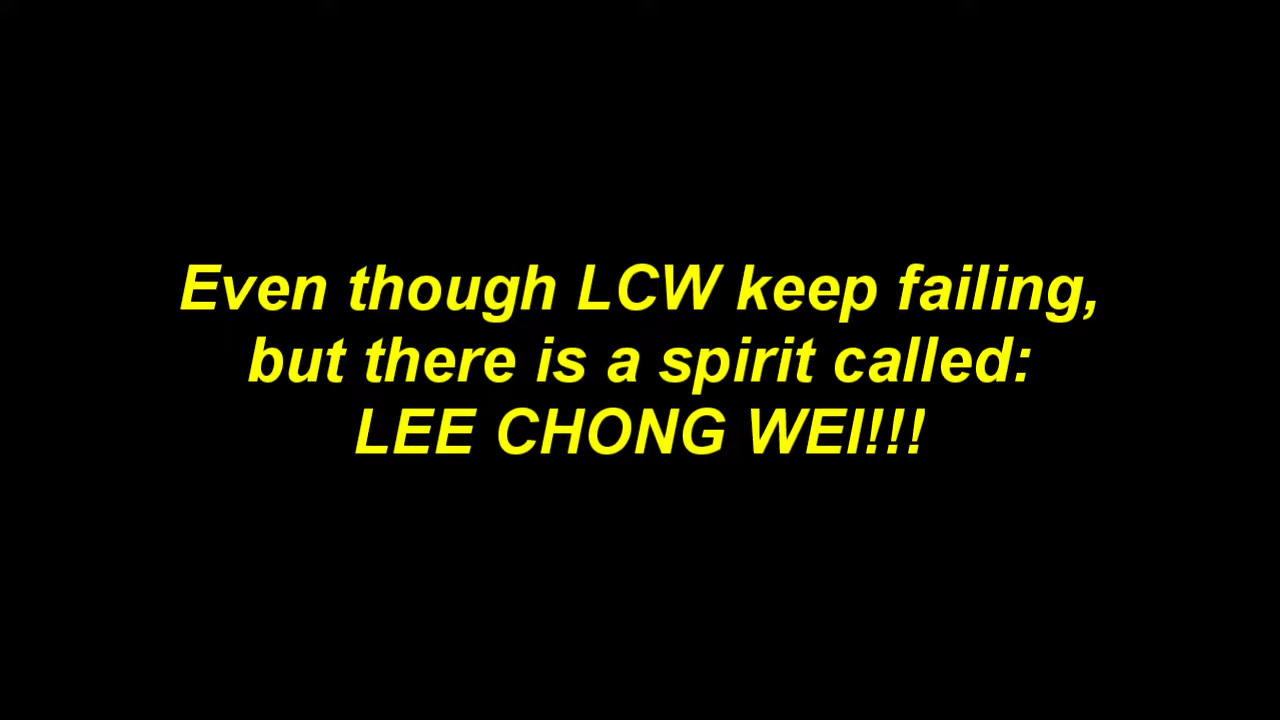 Even though LCW keep failing,
but there is a spirit called:
LEE CHONG WEI!!!